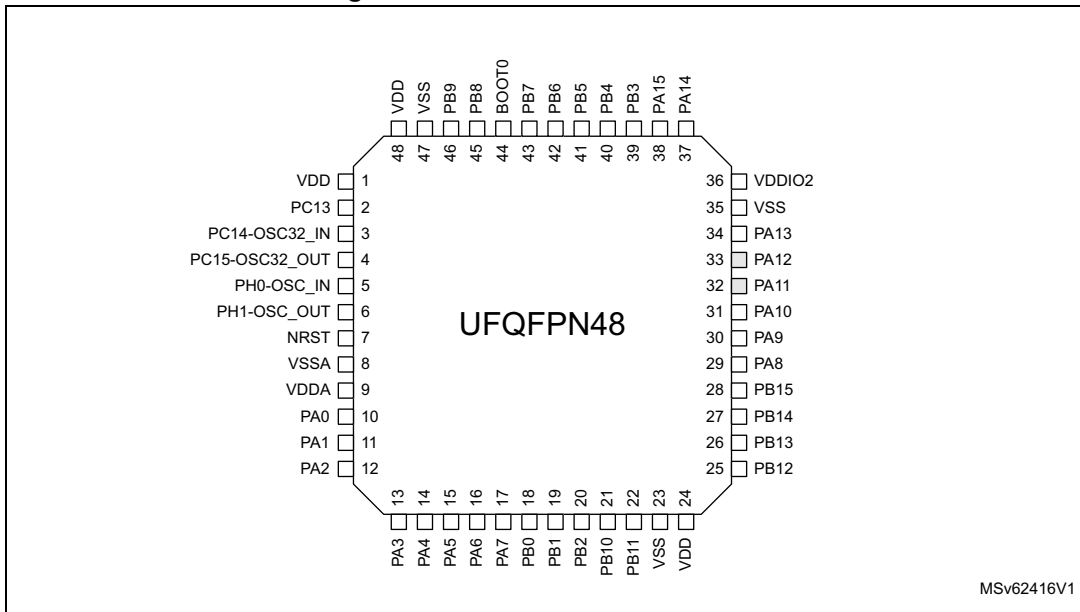 VDD
VSS
PB9
PB8
BOOT0
PB7
PB6
PB5
PB4
PB3
PA15
PA14
48
47
46
45
44
43
42
41
40
39
38
37
VDD 1
PC13 2
PC14-OSC32_IN 3
PC15-OSC32_OUT 4
PH0-OSC_IN 5
PH1-OSC_OUT 6
NRST 7
VSSA 8
VDDA 9
PA0 10
PA1 11
PA2 12
UFQFPN48
36 VDDIO2
35 VSS
34 PA13
33 PA12
32 PA11
31 PA10
30 PA9
29 PA8
28 PB15
27 PB14
26 PB13
25 PB12
13
14
15
16
17
18
19
20
21
22
23
24
PA3
PA4
PA5
PA6
PA7
PB0
PB1
PB2
PB10
PB11
VSS
VDD
MSv62416V1